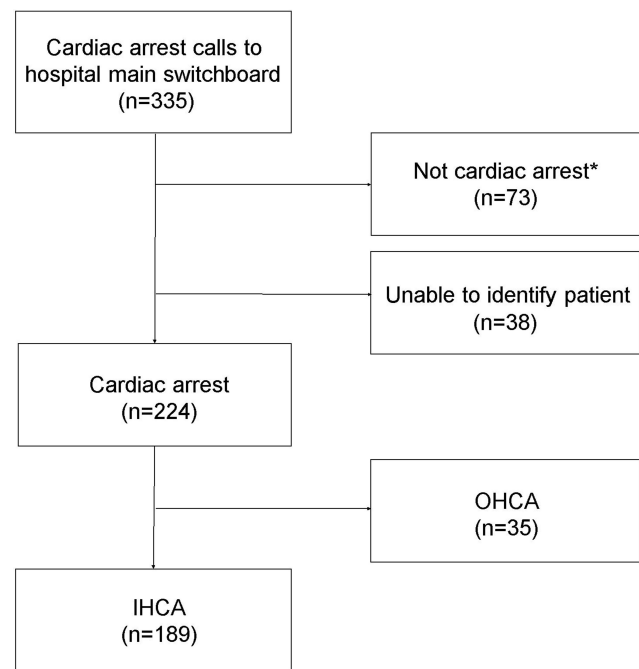 Cardiac arrest calls to
hospital main switchboard
(n=335)
Not cardiac arrest*
(n=73)
Unable to identify patient
(n=38)
Cardiac arrest
(n=224)
OHCA
(n=35)
IHCA
(n=189)